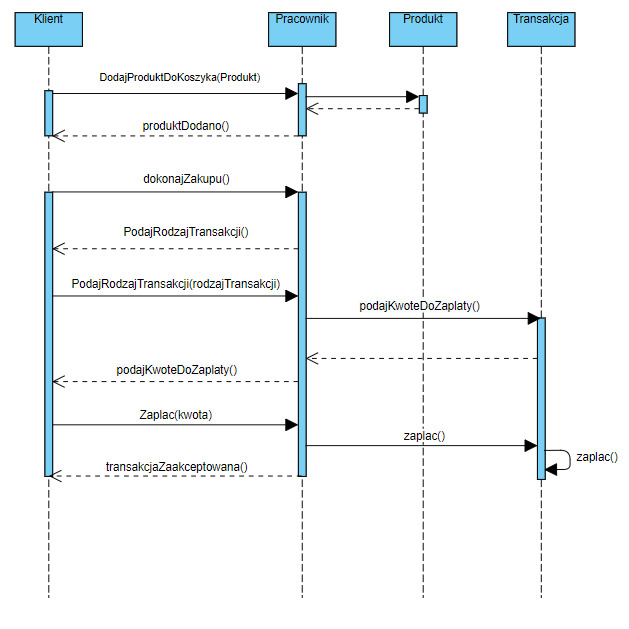 Klient
Pracownik
Produkt
Transakcja
DodajProduktDoKoszyka(Produkt)
produktDodano()
dokonajZakupu()
PodajRodzajTransakcji()
PodajRodzajTransakcji(rodzajTransakcji)
podajKwoteDoZaplaty()
podajKwoteDoZaplaty()
Zaplac(kwota)
zaplac()
zaplac()
transakcjaZaakceptowana()